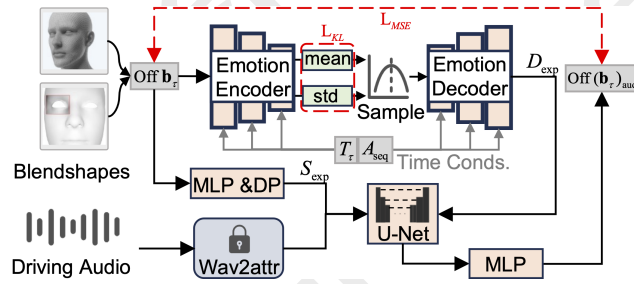 L_KL
L_MSE
Off b_τ
Emotion
Encoder
mean
std
Sample
Emotion
Decoder
D_exp
Off (b_τ)_aud
T_τ A_seq
Time Conds.
Blendshapes
MLP &DP
S_exp
U-Net
Driving Audio
Wav2attr
MLP